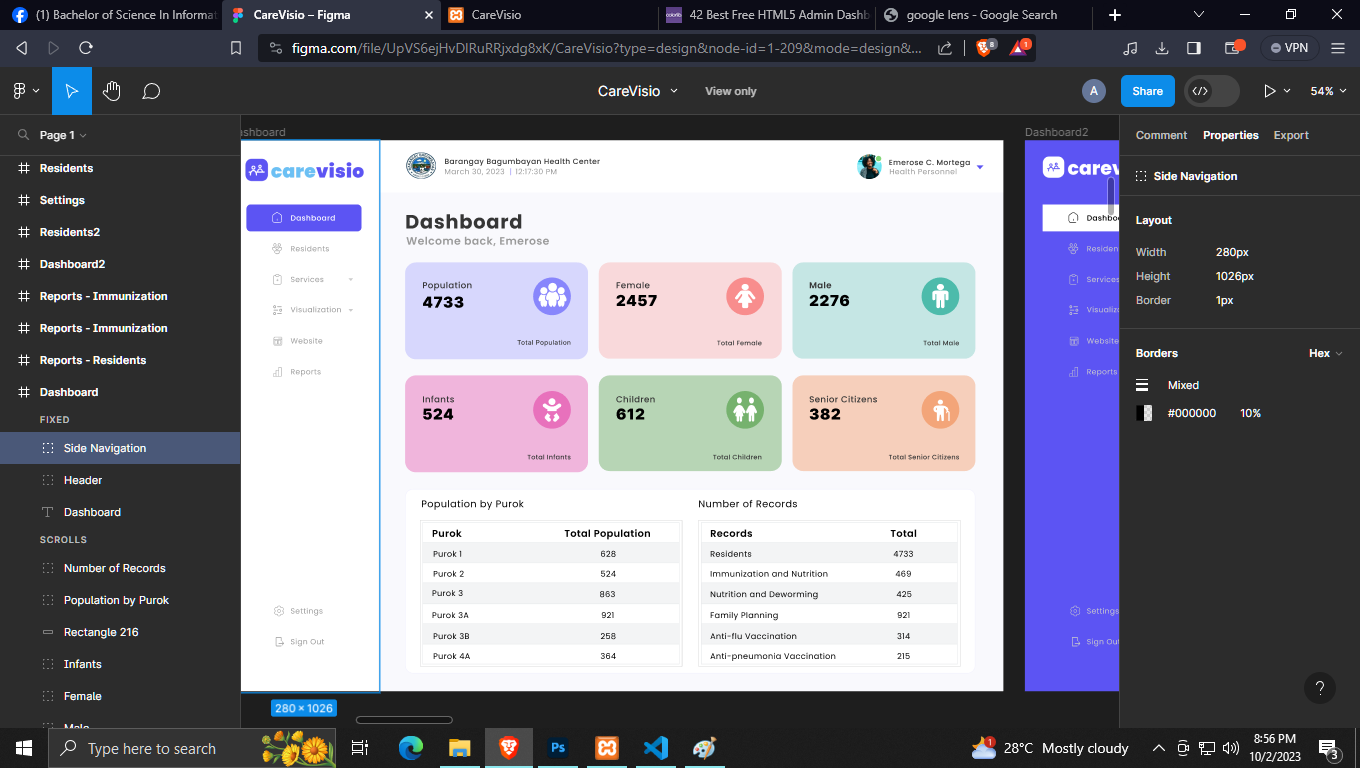 (1) Bachelor of Science In Informat
CareVisio – Figma
CareVisio
42 Best Free HTML5 Admin Dashb
google lens - Google Search
figma.com/file/UpVS6ejHvDlRuRRjxdg8xK/CareVisio?type=design&node-id=1-209&mode=design&...
8
1
VPN
CareVisio
View only
A
Share
54%
Page 1
Residents
Settings
Residents2
Dashboard2
Reports - Immunization
Reports - Immunization
Reports - Residents
Dashboard
FIXED
Side Navigation
Header
Dashboard
SCROLLS
Number of Records
Population by Purok
Rectangle 216
Infants
Female
Male
ashboard
carevisio
Dashboard
Residents
Services
Visualization
Website
Reports
Settings
Sign Out
280 × 1026
Barangay Bagumbayan Health Center
March 30, 2023 | 12:17:30 PM
Emerose C. Mortega
Health Personnel
Dashboard
Welcome back, Emerose
Population
4733
Total Population
Female
2457
Total Female
Male
2276
Total Male
Infants
524
Total Infants
Children
612
Total Children
Senior Citizens
382
Total Senior Citizens
Population by Purok
Purok Total Population
Purok 1 628
Purok 2 524
Purok 3 863
Purok 3A 921
Purok 3B 258
Purok 4A 364
Number of Records
Records Total
Residents 4733
Immunization and Nutrition 469
Nutrition and Deworming 425
Family Planning 921
Anti-flu Vaccination 314
Anti-pneumonia Vaccination 215
Dashboard2
carev
Dashboa
Residen
Services
Visualiza
Website
Reports
Settings
Sign Out
Comment
Properties
Export
Side Navigation
Layout
Width 280px
Height 1026px
Border 1px
Borders Hex
Mixed
#000000 10%
?
Type here to search
Ps
1
28°C Mostly cloudy
8:56 PM
10/2/2023
3